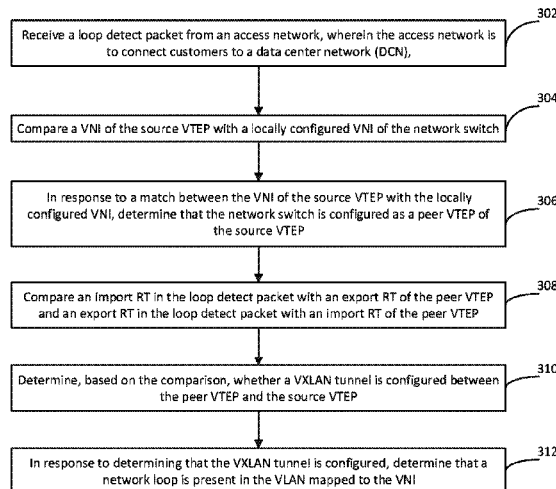 302
Receive a loop detect packet from an access network, wherein the access network is
to connect customers to a data center network (DCN),
304
Compare a VNI of the source VTEP with a locally configured VNI of the network switch
306
In response to a match between the VNI of the source VTEP with the locally
configured VNI, determine that the network switch is configured as a peer VTEP of
the source VTEP
308
Compare an import RT in the loop detect packet with an export RT of the peer VTEP
and an export RT in the loop detect packet with an import RT of the peer VTEP
310
Determine, based on the comparison, whether a VXLAN tunnel is configured between
the peer VTEP and the source VTEP
312
In response to determining that the VXLAN tunnel is configured, determine that a
network loop is present in the VLAN mapped to the VNI